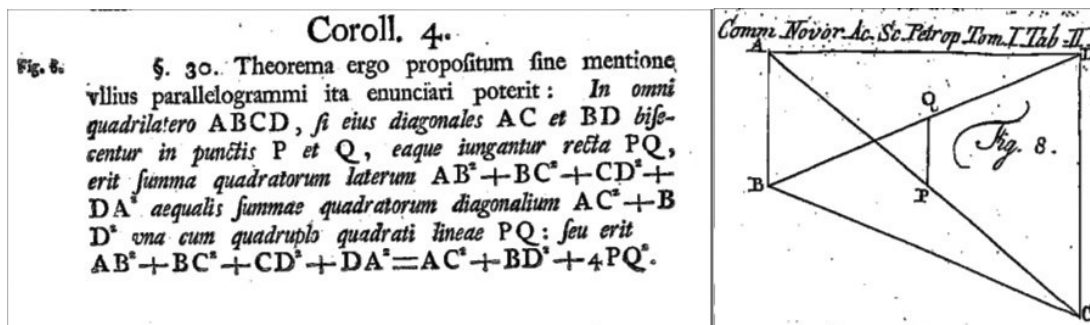 Coroll. 4.
Fig. 8. §. 30. Theorema ergo propoſitum ſine mentione
vllius parallelogrammi ita enunciari poterit : In omni
quadrilatero ABCD, ſi eius diagonales AC et BD biſe-
centur in punctis P et Q, eaque iungantur recta PQ,
erit ſumma quadratorum laterum AB²+BC²+CD²+
DA² aequalis ſummae quadratorum diagonalium AC²+B
D² vna cum quadruplo quadrati lineae PQ: ſeu erit
AB²+BC²+CD²+DA²=AC²+BD²+4PQ².
Comm. Novor. Ac. Sc. Petrop. Tom. I. Tab. II.
A
Q
Fig. 8.
B
P
C